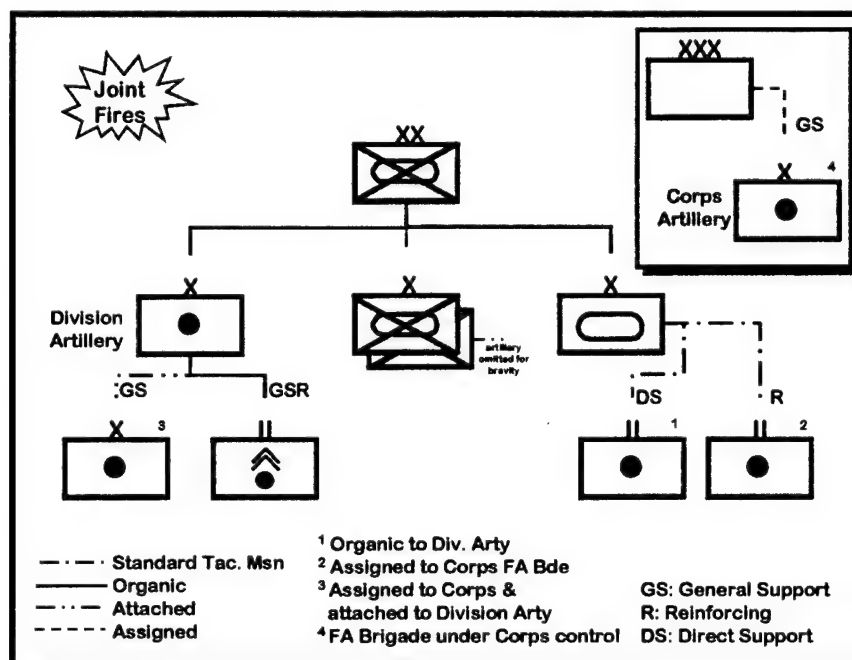 Joint
Fires
XXX
GS
X 4
Corps
Artillery
XX
X
Division
Artillery
X
artillery
omitted for
bravity
X
GS
GSR
X 3
II
DS
R
II 1
II 2
Standard Tac. Msn
Organic
Attached
Assigned
1 Organic to Div. Arty
2 Assigned to Corps FA Bde
3 Assigned to Corps &
attached to Division Arty
4 FA Brigade under Corps control
GS: General Support
R: Reinforcing
DS: Direct Support